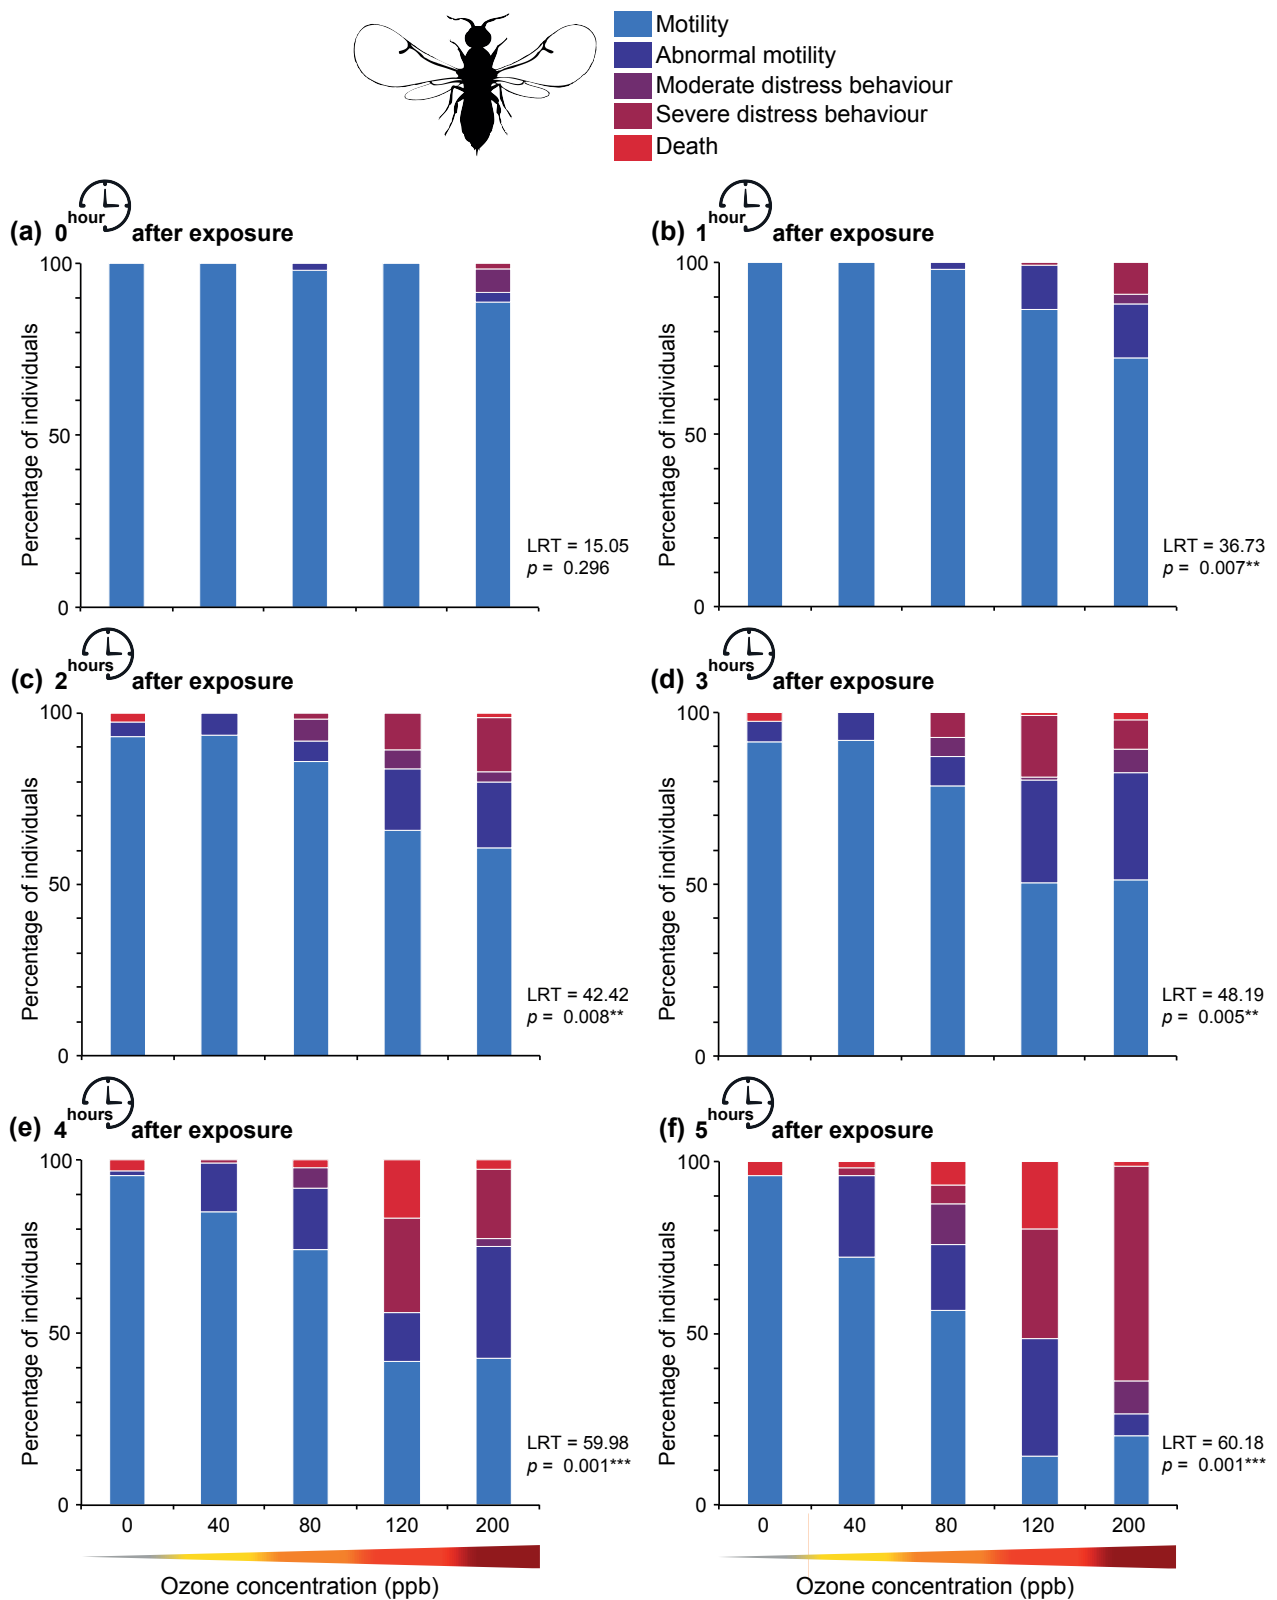 Motility
Abnormal motility
Moderate distress behaviour
Severe distress behaviour
Death
(a) 0 hour after exposure
100
50
0
Percentage of individuals
LRT = 15.05
p = 0.296
(b) 1 hour after exposure
100
50
0
Percentage of individuals
LRT = 36.73
p = 0.007**
(c) 2 hours after exposure
100
50
0
Percentage of individuals
LRT = 42.42
p = 0.008**
(d) 3 hours after exposure
100
50
0
Percentage of individuals
LRT = 48.19
p = 0.005**
(e) 4 hours after exposure
100
50
0
Percentage of individuals
LRT = 59.98
p = 0.001***
0 40 80 120 200
Ozone concentration (ppb)
(f) 5 hours after exposure
100
50
0
Percentage of individuals
LRT = 60.18
p = 0.001***
0 40 80 120 200
Ozone concentration (ppb)